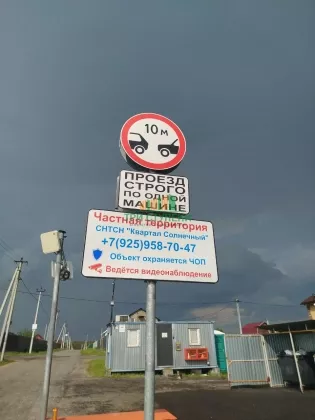 10 м
ПРОЕЗД
СТРОГО
ПО ОДНОЙ
МАШИНЕ
Частная территория
СНТСН "Квартал Солнечный"
+7(925)958-70-47
Объект охраняется ЧОП
Ведётся видеонаблюдение